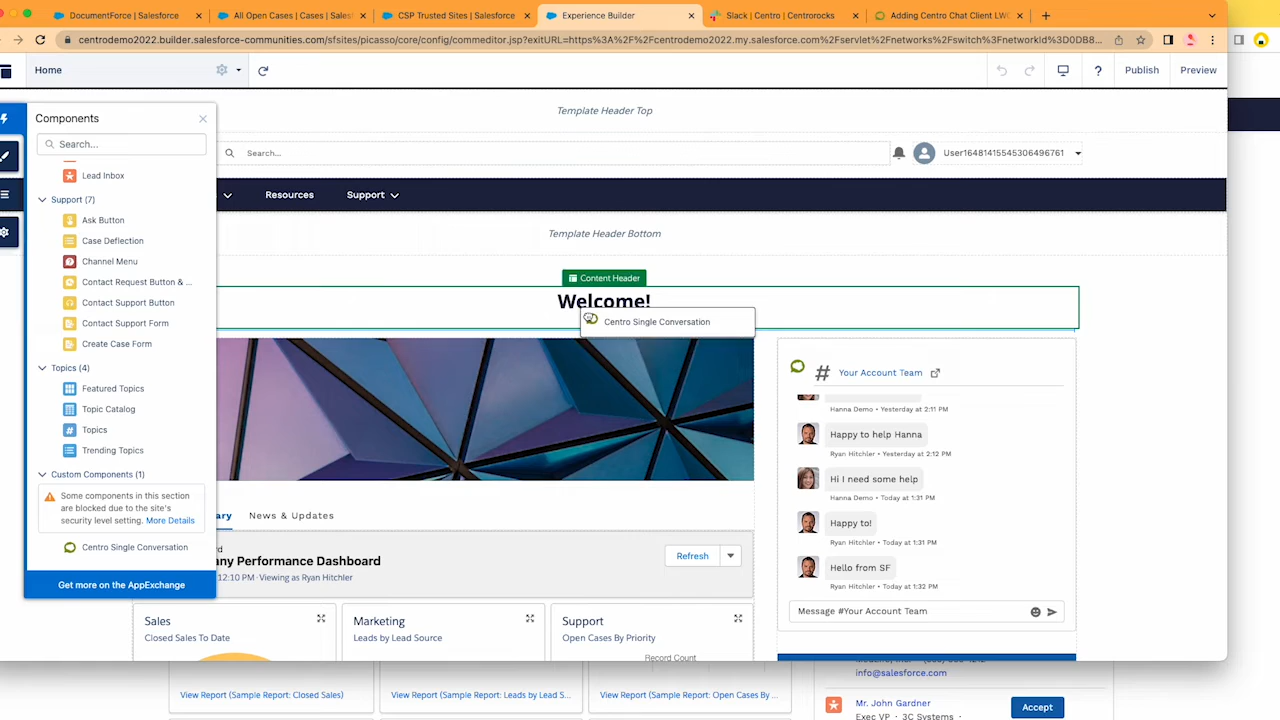 DocumentForce | Salesforce
All Open Cases | Cases | Sales
CSP Trusted Sites | Salesforce
Experience Builder
Slack | Centro | Centrorocks
Adding Centro Chat Client LWC
centrodemo2022.builder.salesforce-communities.com/sfsites/picasso/core/config/commeditor.jsp?exitURL=https%3A%2F%2Fcentrodemo2022.my.salesforce.com%2Fservlet%2Fnetworks%2Fswitch%3FnetworkId%3D0DB8...
Home
Publish
Preview
Components
Search...
Lead Inbox
Support (7)
Ask Button
Case Deflection
Channel Menu
Contact Request Button & ...
Contact Support Button
Contact Support Form
Create Case Form
Topics (4)
Featured Topics
Topic Catalog
Topics
Trending Topics
Custom Components (1)
Some components in this section
are blocked due to the site's
security level setting. More Details
Centro Single Conversation
Get more on the AppExchange
Template Header Top
Search...
User16481415545306496761
Resources
Support
Template Header Bottom
Content Header
Welcome!
Centro Single Conversation
News & Updates
ny Performance Dashboard
12:10 PM · Viewing as Ryan Hitchler
Refresh
Sales
Closed Sales To Date
Marketing
Leads by Lead Source
Support
Open Cases By Priority
Record Count
View Report (Sample Report: Closed Sales)
View Report (Sample Report: Leads by Lead S...
View Report (Sample Report: Open Cases By ...
# Your Account Team
Hanna Demo • Yesterday at 2:11 PM
Happy to help Hanna
Ryan Hitchler • Yesterday at 2:12 PM
Hi I need some help
Hanna Demo • Today at 1:31 PM
Happy to!
Ryan Hitchler • Today at 1:31 PM
Hello from SF
Ryan Hitchler • Today at 1:32 PM
Message #Your Account Team
info@salesforce.com
Mr. John Gardner
Exec VP · 3C Systems ·
Accept